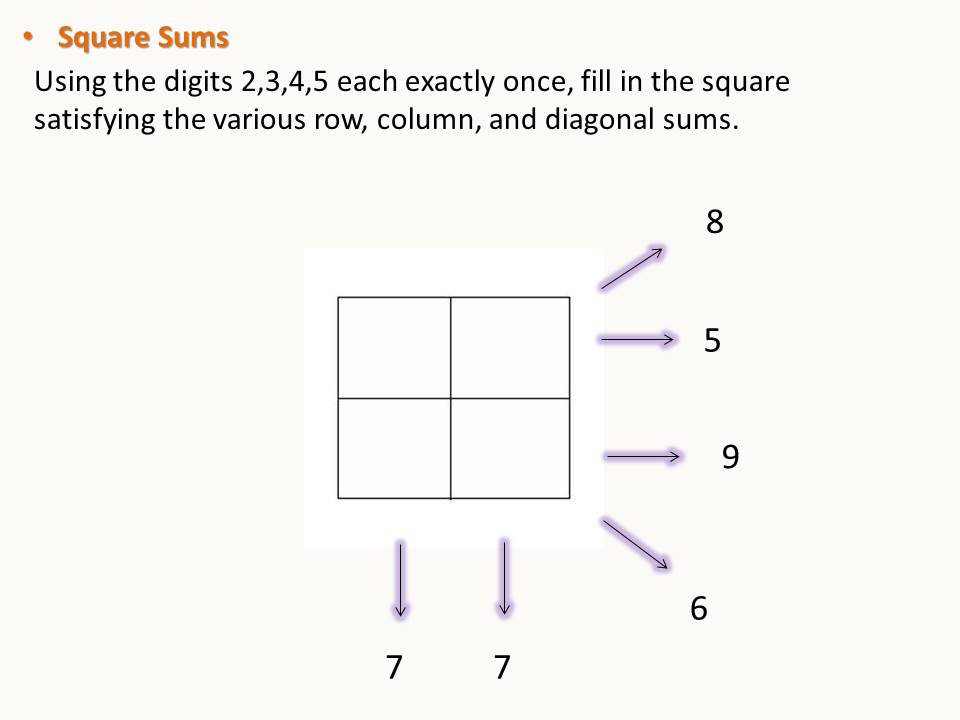 • Square Sums
Using the digits 2,3,4,5 each exactly once, fill in the square
satisfying the various row, column, and diagonal sums.
8
5
9
6
7 7